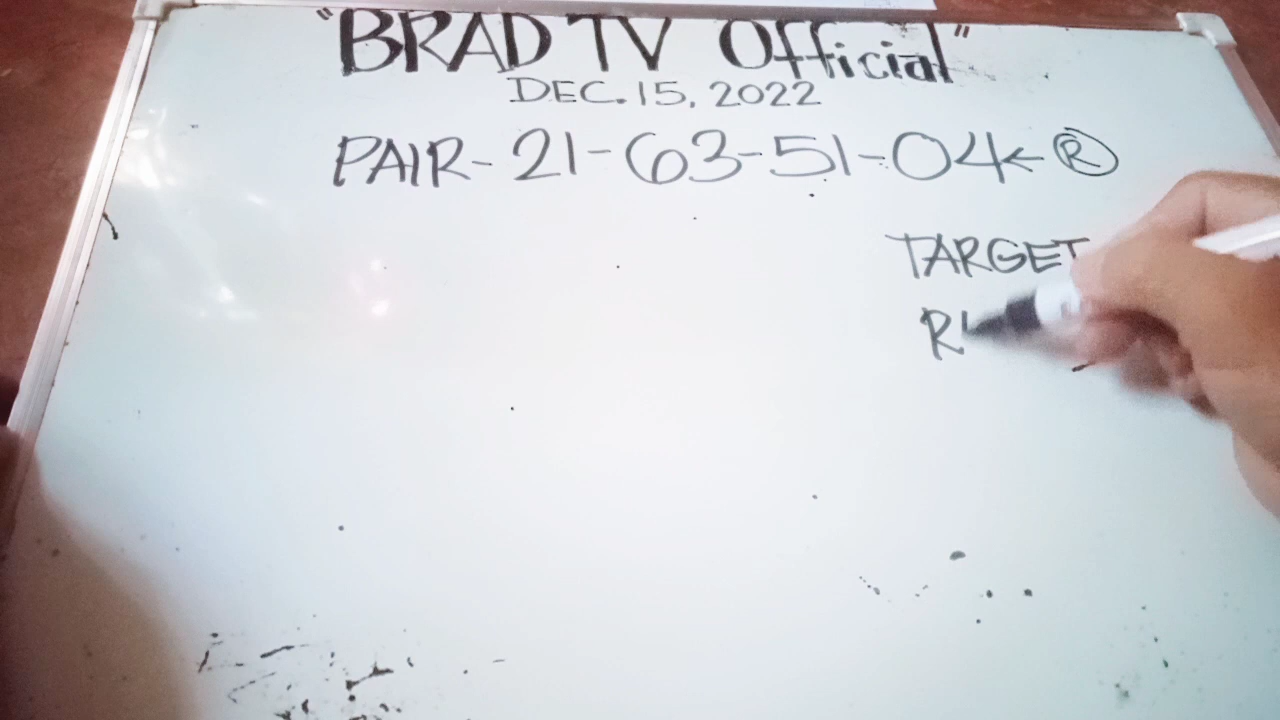 "BRAD TV Official"
DEC. 15, 2022
PAIR- 21-63-51-04← Ⓡ
TARGET